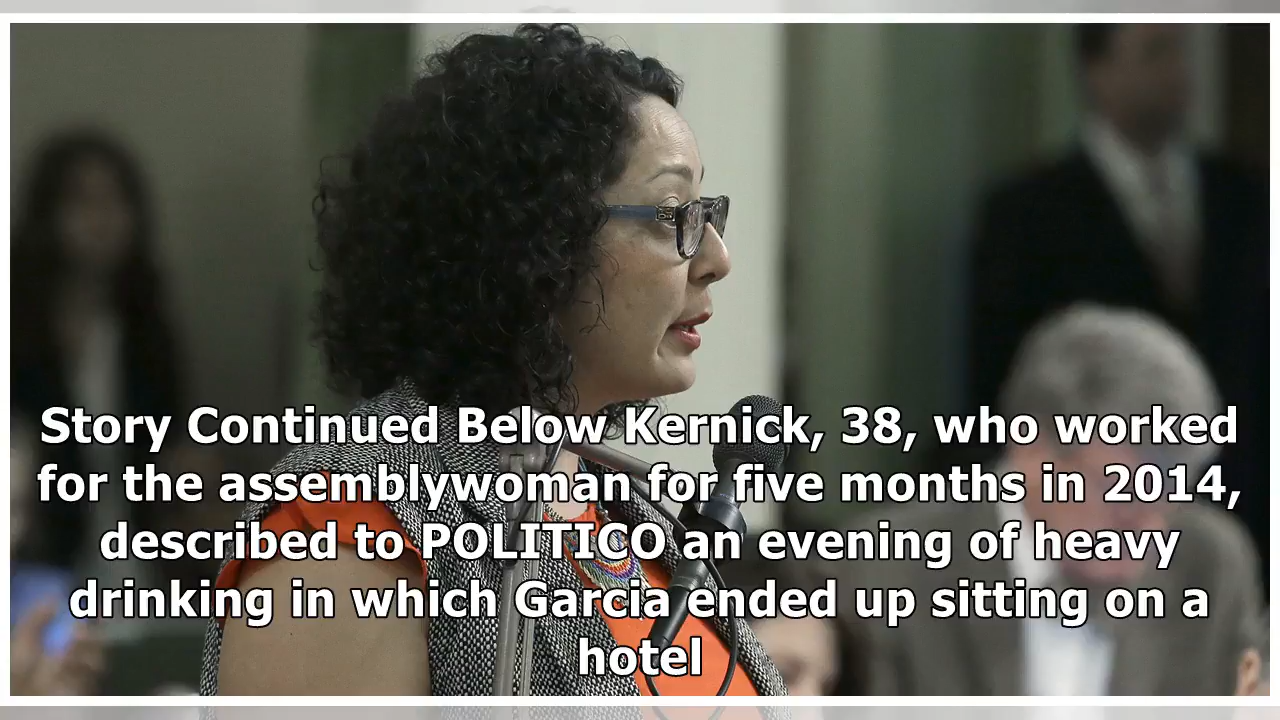 Story Continued Below Kernick, 38, who worked
for the assemblywoman for five months in 2014,
described to POLITICO an evening of heavy
drinking in which Garcia ended up sitting on a
hotel